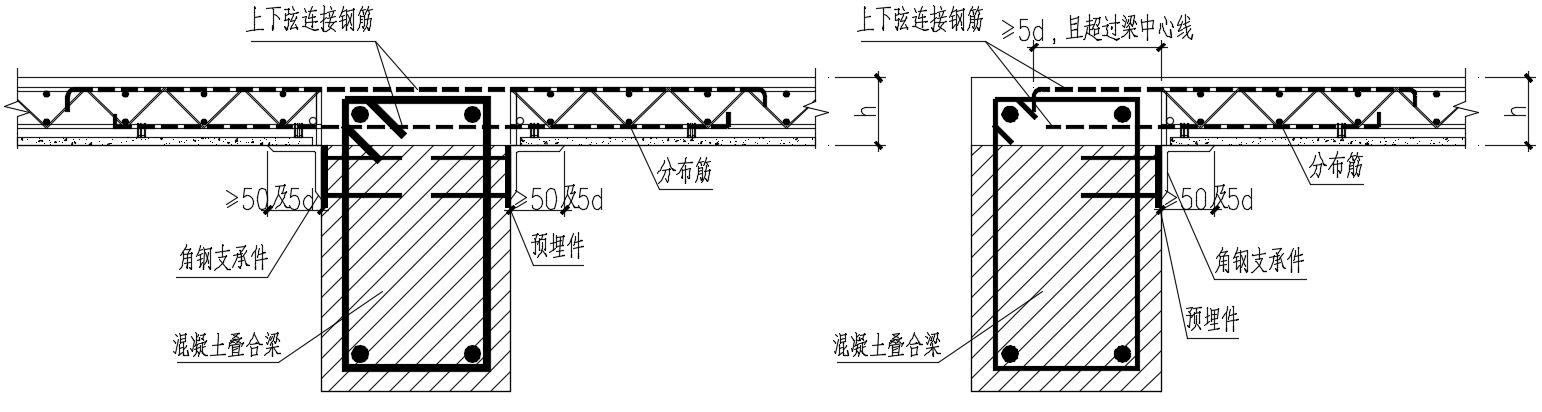 上下弦连接钢筋
h
分布筋
≥50及5d
≥50及5d
角钢支承件
预埋件
混凝土叠合梁
上下弦连接钢筋
≥5d，且超过梁中心线
h
分布筋
≥50及5d
角钢支承件
预埋件
混凝土叠合梁